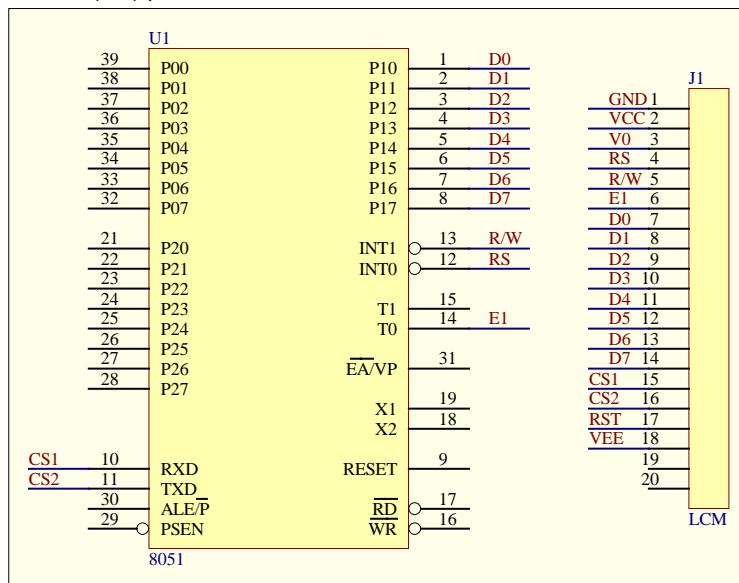 U1
39 P00 P10 1 D0
38 P01 P11 2 D1
37 P02 P12 3 D2
36 P03 P13 4 D3
35 P04 P14 5 D4
34 P05 P15 6 D5
33 P06 P16 7 D6
32 P07 P17 8 D7
21 P20 INT1 13 R/W
22 P21 INT0 12 RS
23 P22
24 P23 T1 15
25 P24 T0 14 E1
26 P25
27 P26 EA/VP 31
28 P27
X1 19
X2 18
CS1 10 RXD RESET 9
CS2 11 TXD
30 ALE/P RD 17
29 PSEN WR 16
8051
J1
GND 1
VCC 2
V0 3
RS 4
R/W 5
E1 6
D0 7
D1 8
D2 9
D3 10
D4 11
D5 12
D6 13
D7 14
CS1 15
CS2 16
RST 17
VEE 18
19
20
LCM